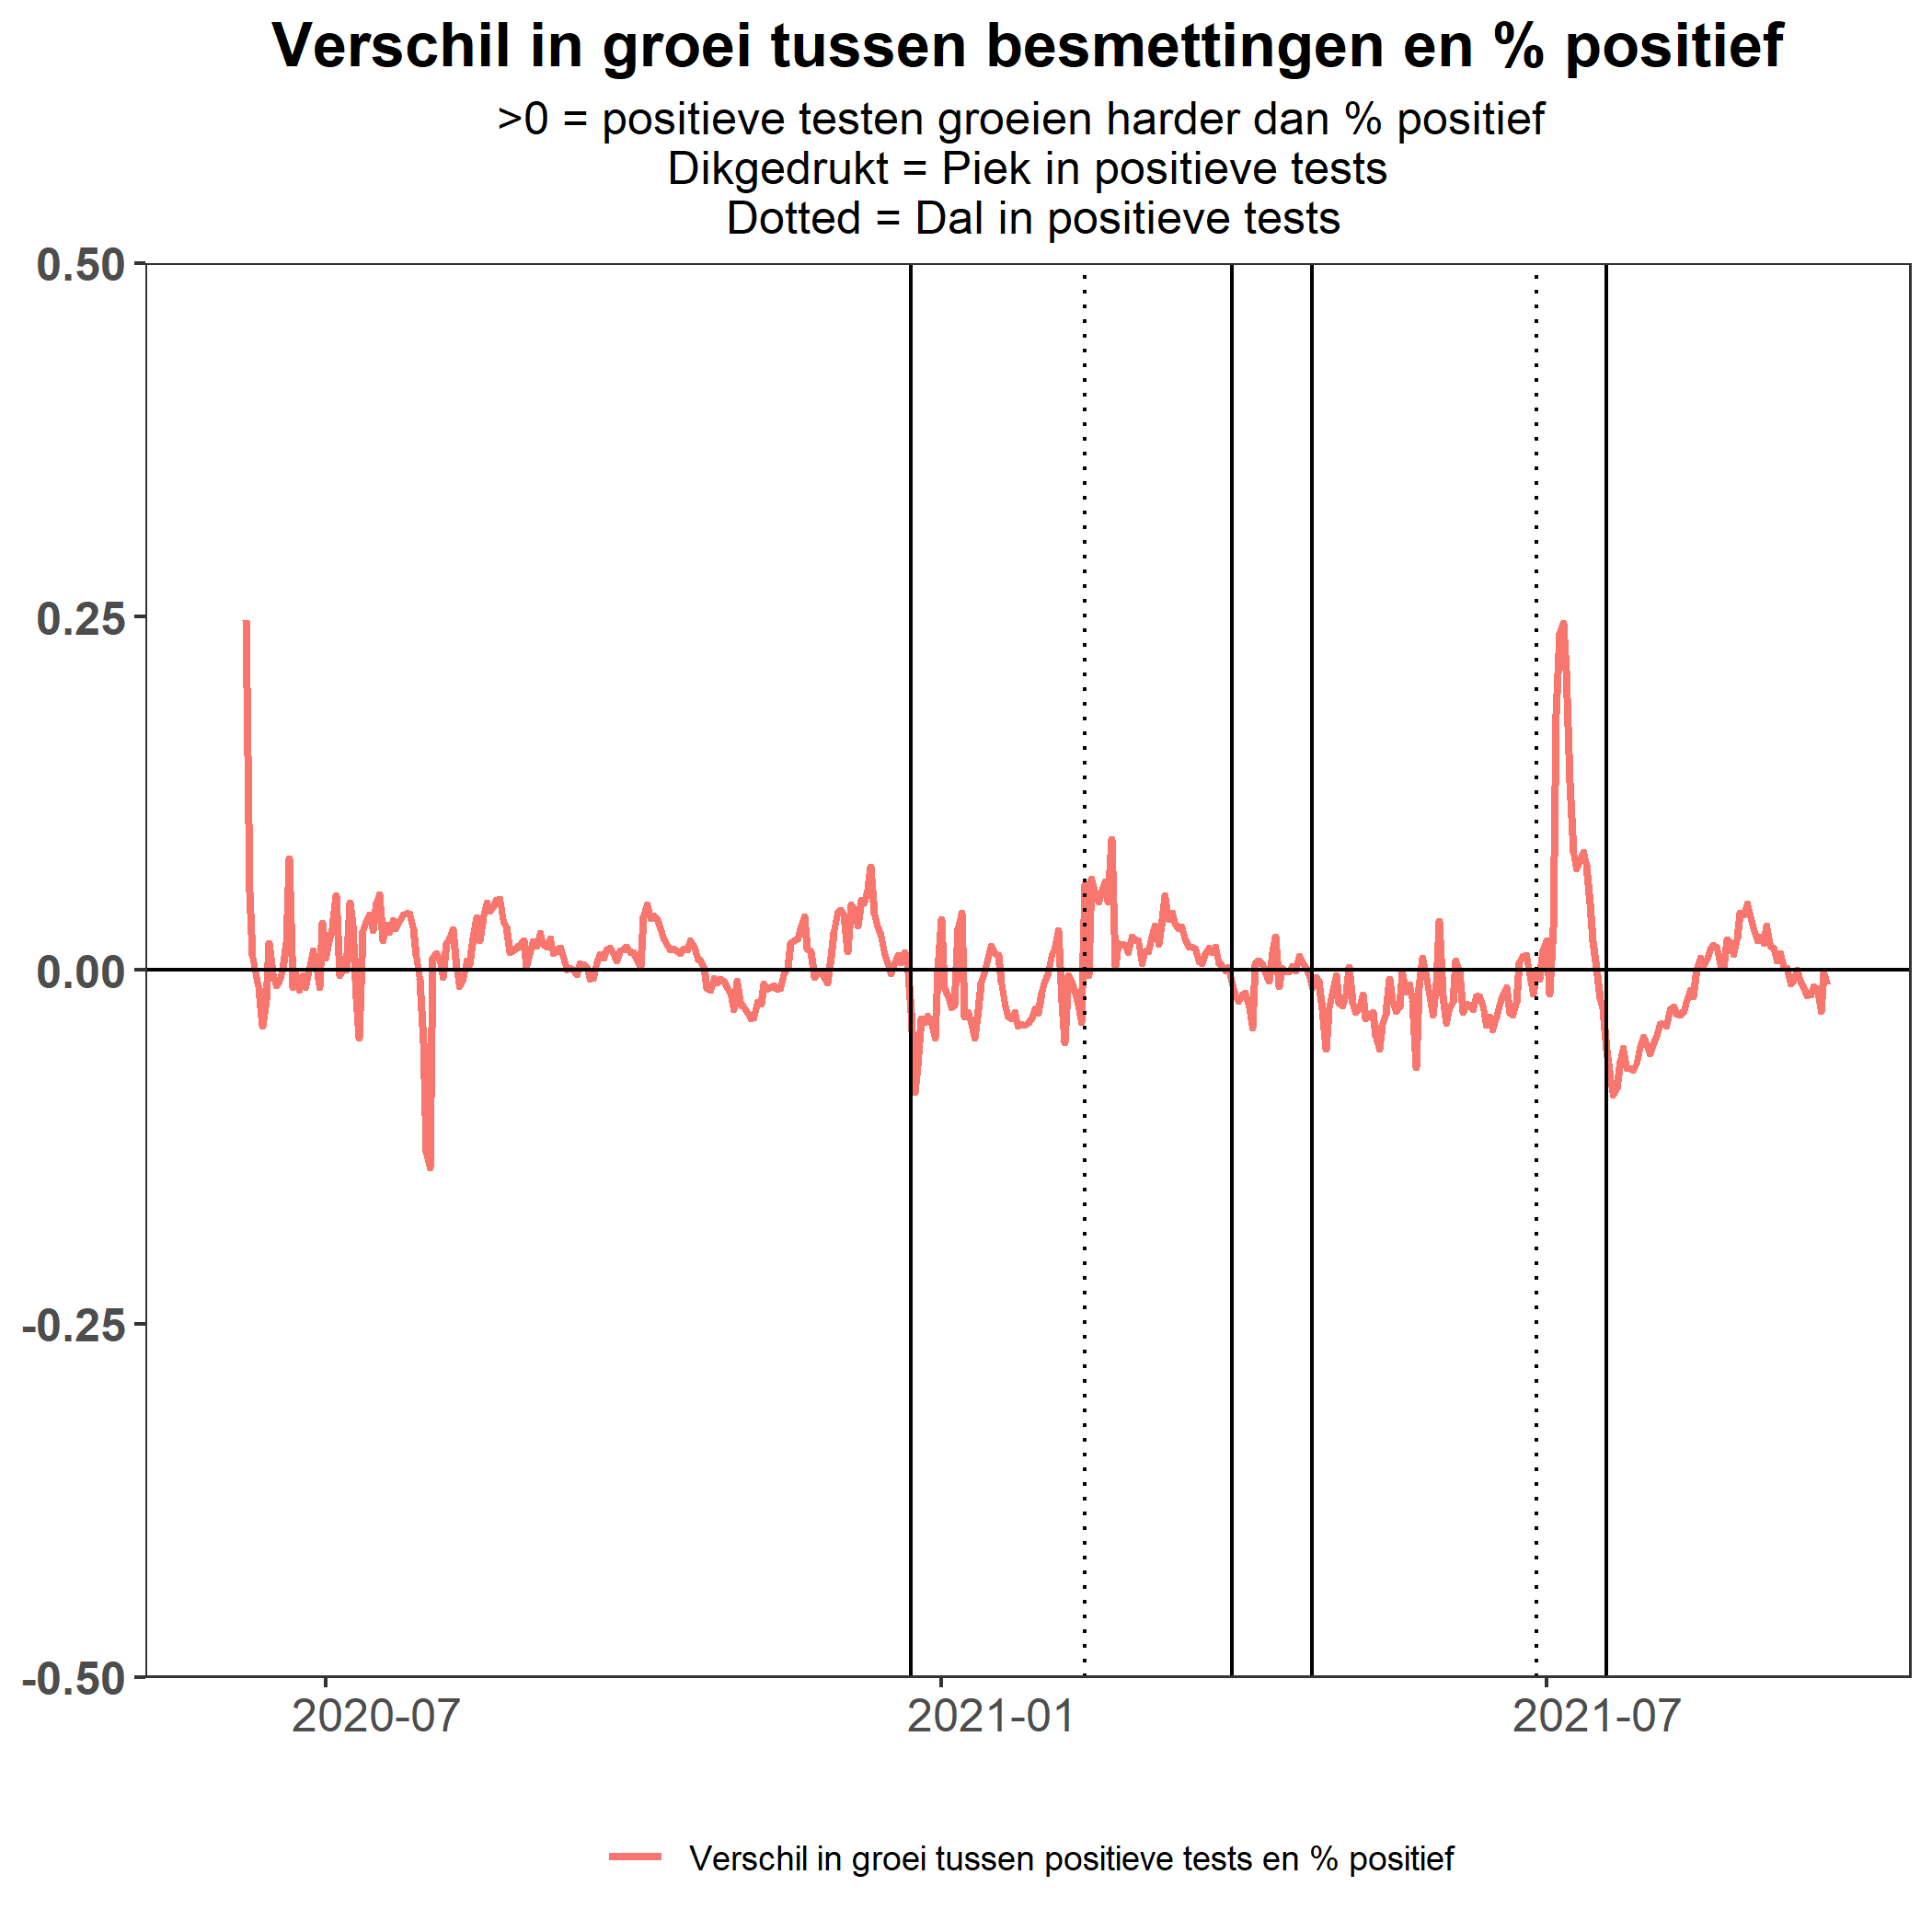 Verschil in groei tussen besmettingen en % positief
>0 = positieve testen groeien harder dan % positief
Dikgedrukt = Piek in positieve tests
Dotted = Dal in positieve tests
0.50
0.25
0.00
-0.25
-0.50
2020-07 2021-01 2021-07
Verschil in groei tussen positieve tests en % positief